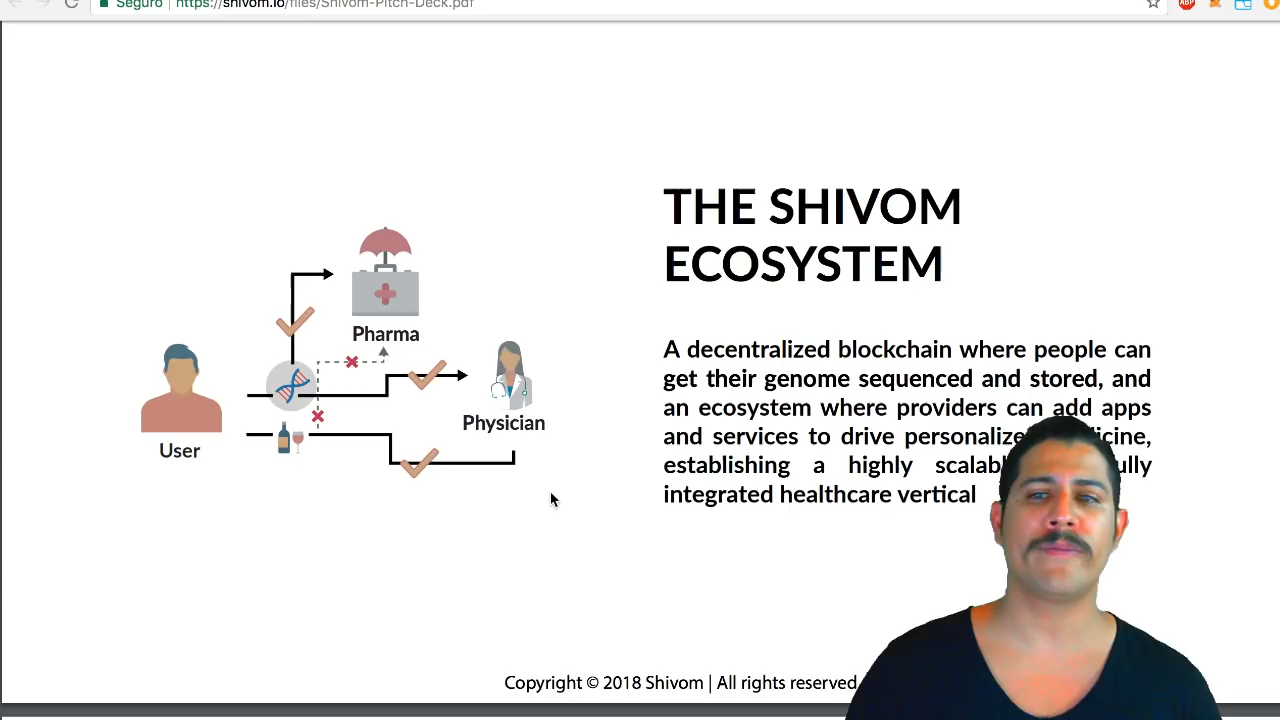 Seguro | https://shivom.io/files/Shivom-Pitch-Deck.pdf
ABP
THE SHIVOM
ECOSYSTEM
Pharma
User
Physician
A decentralized blockchain where people can
get their genome sequenced and stored, and
an ecosystem where providers can add apps
and services to drive
establishing a highly
integrated healthcare vertical
Copyright © 2018 Shivom | All rights reserved